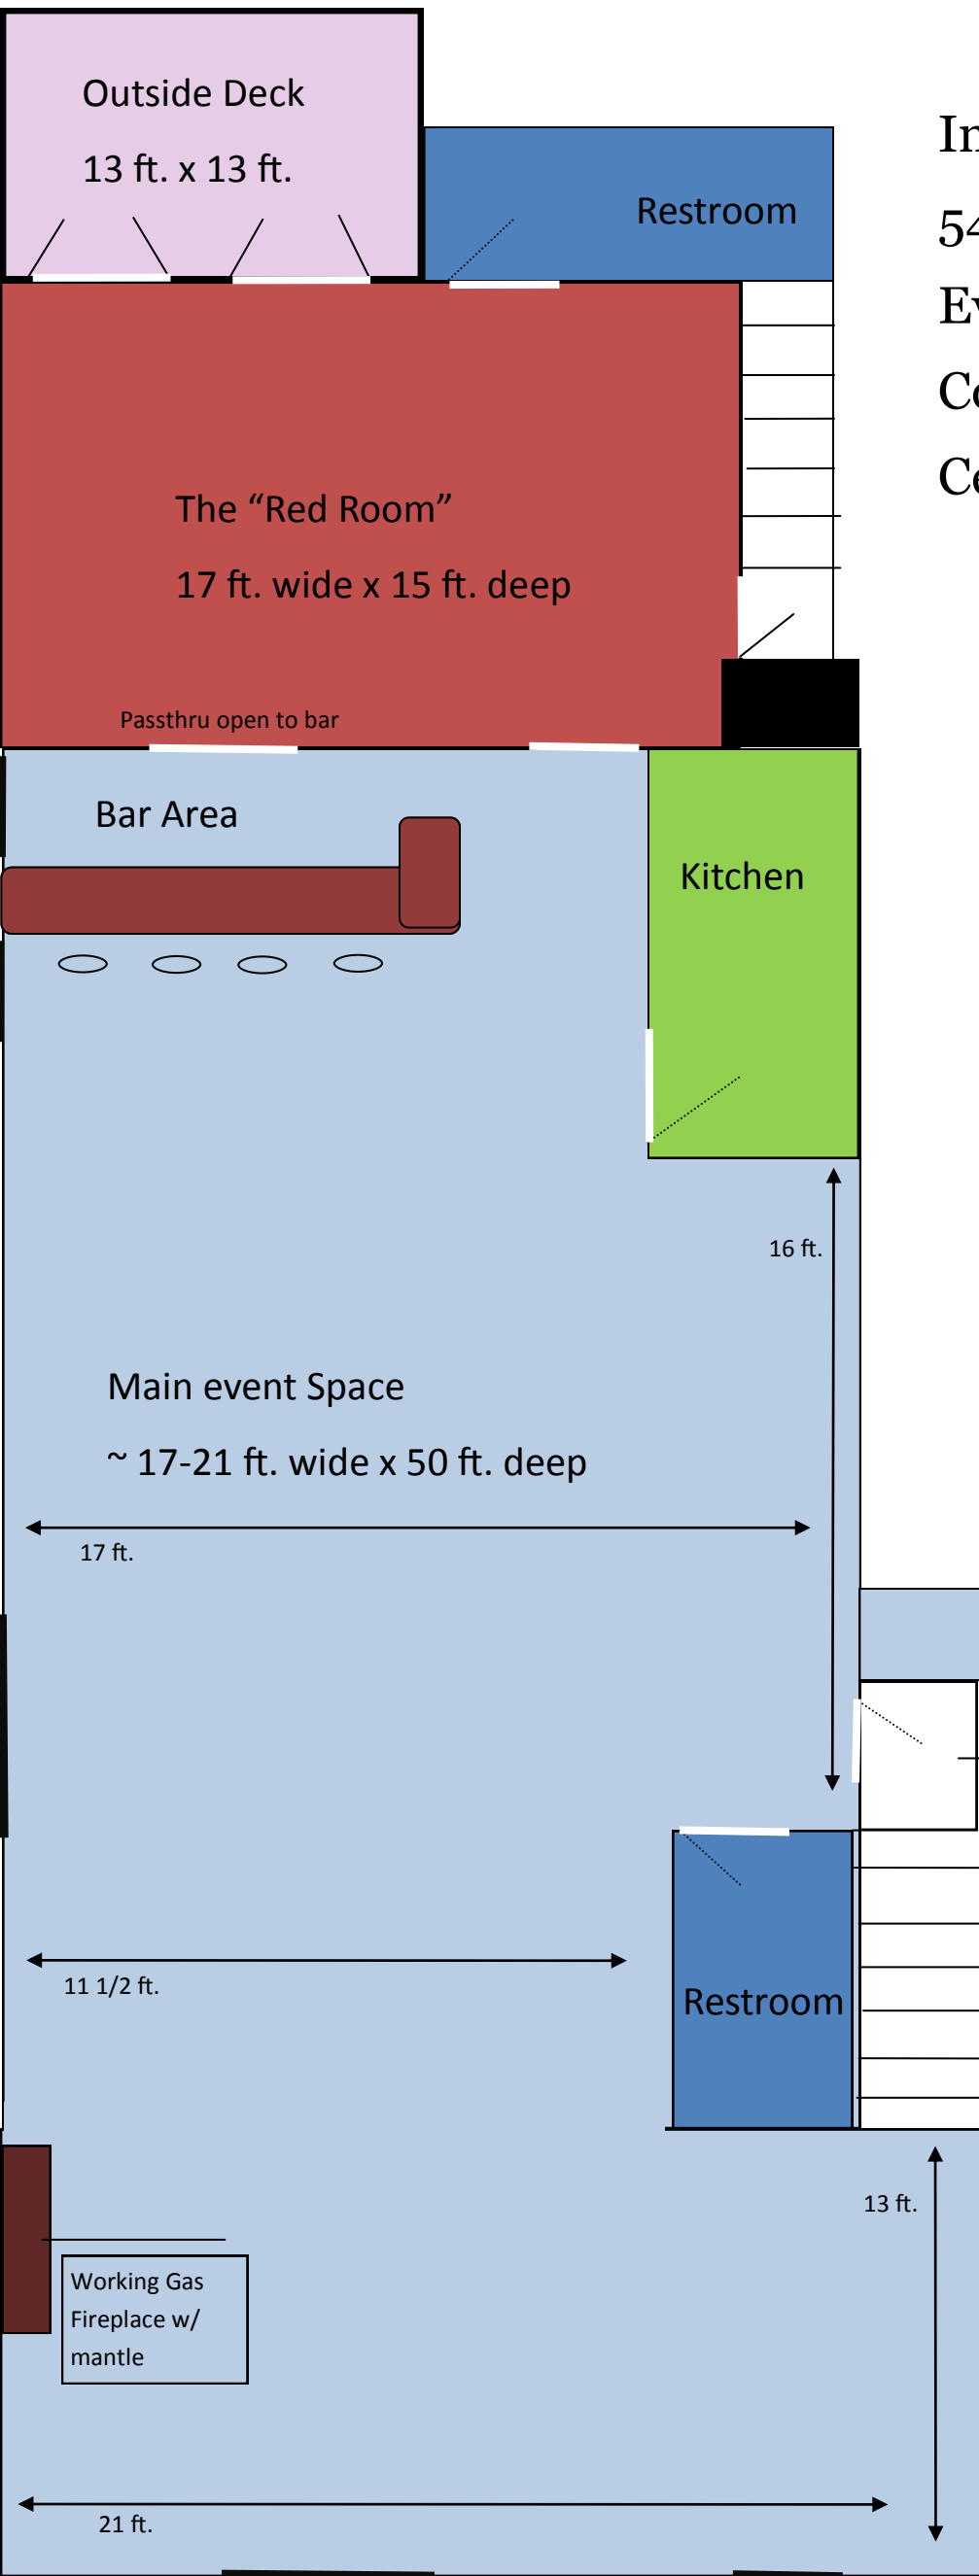 Outside Deck
13 ft. x 13 ft.
Restroom
The “Red Room”
17 ft. wide x 15 ft. deep
Passthru open to bar
Bar Area
Kitchen
16 ft.
Main event Space
~ 17-21 ft. wide x 50 ft. deep
17 ft.
11 1/2 ft.
Restroom
13 ft.
Working Gas
Fireplace w/
mantle
21 ft.